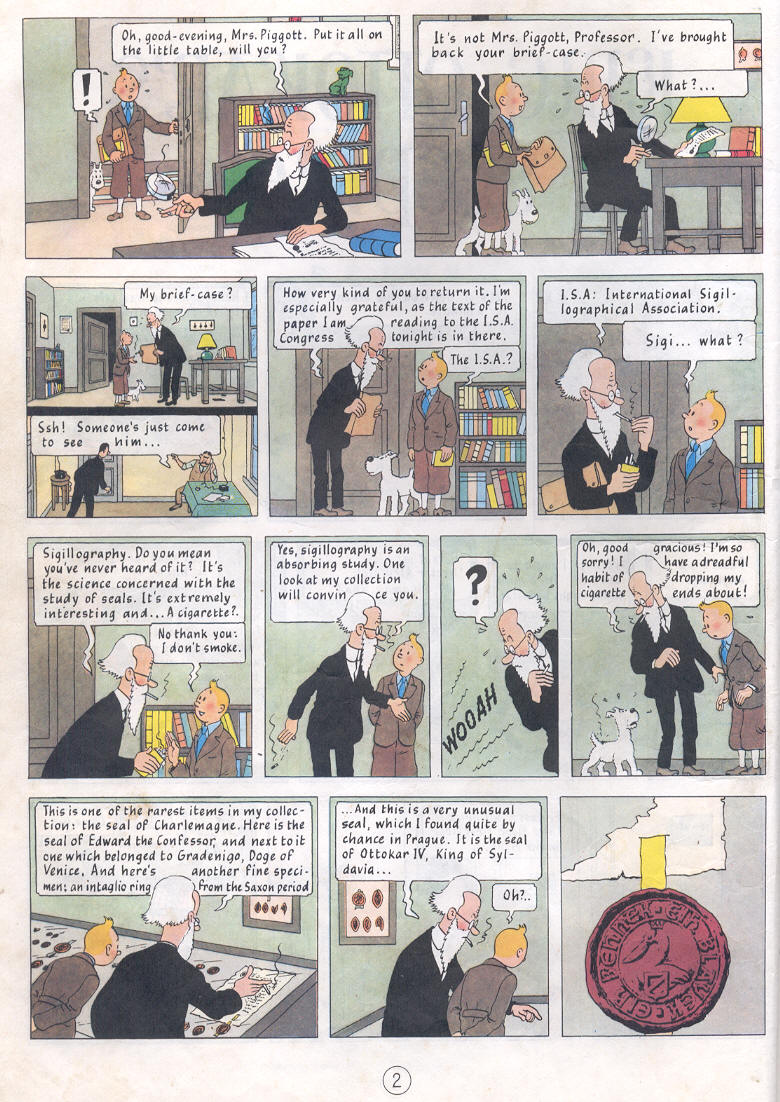 Oh, good-evening, Mrs. Piggott. Put it all on
the little table, will you?
!
It's not Mrs. Piggott, Professor. I've brought
back your brief-case.
What?...
My brief-case?
Ssh! Someone's just come
to see him...
How very kind of you to return it. I'm
especially grateful, as the text of the
paper I am reading to the I.S.A.
Congress tonight is in there.
The I.S.A.?
I.S.A: International Sigil-
lographical Association.
Sigi... what?
Sigillography. Do you mean
you've never heard of it? It's
the science concerned with the
study of seals. It's extremely
interesting and... A cigarette?.
No thank you:
I don't smoke.
Yes, sigillography is an
absorbing study. One
look at my collection
will convin ce you.
?
WOOAH
Oh, good gracious! I'm so
sorry! I have a dreadful
habit of dropping my
cigarette ends about!
This is one of the rarest items in my collec-
tion: the seal of Charlemagne. Here is the
seal of Edward the Confessor, and next to it
one which belonged to Gradenigo, Doge of
Venice. And here's another fine speci-
men: an intaglio ring from the Saxon period
...And this is a very unusual
seal, which I found quite by
chance in Prague. It is the seal
of Ottokar IV, King of Syl-
davia...
Oh?..
2